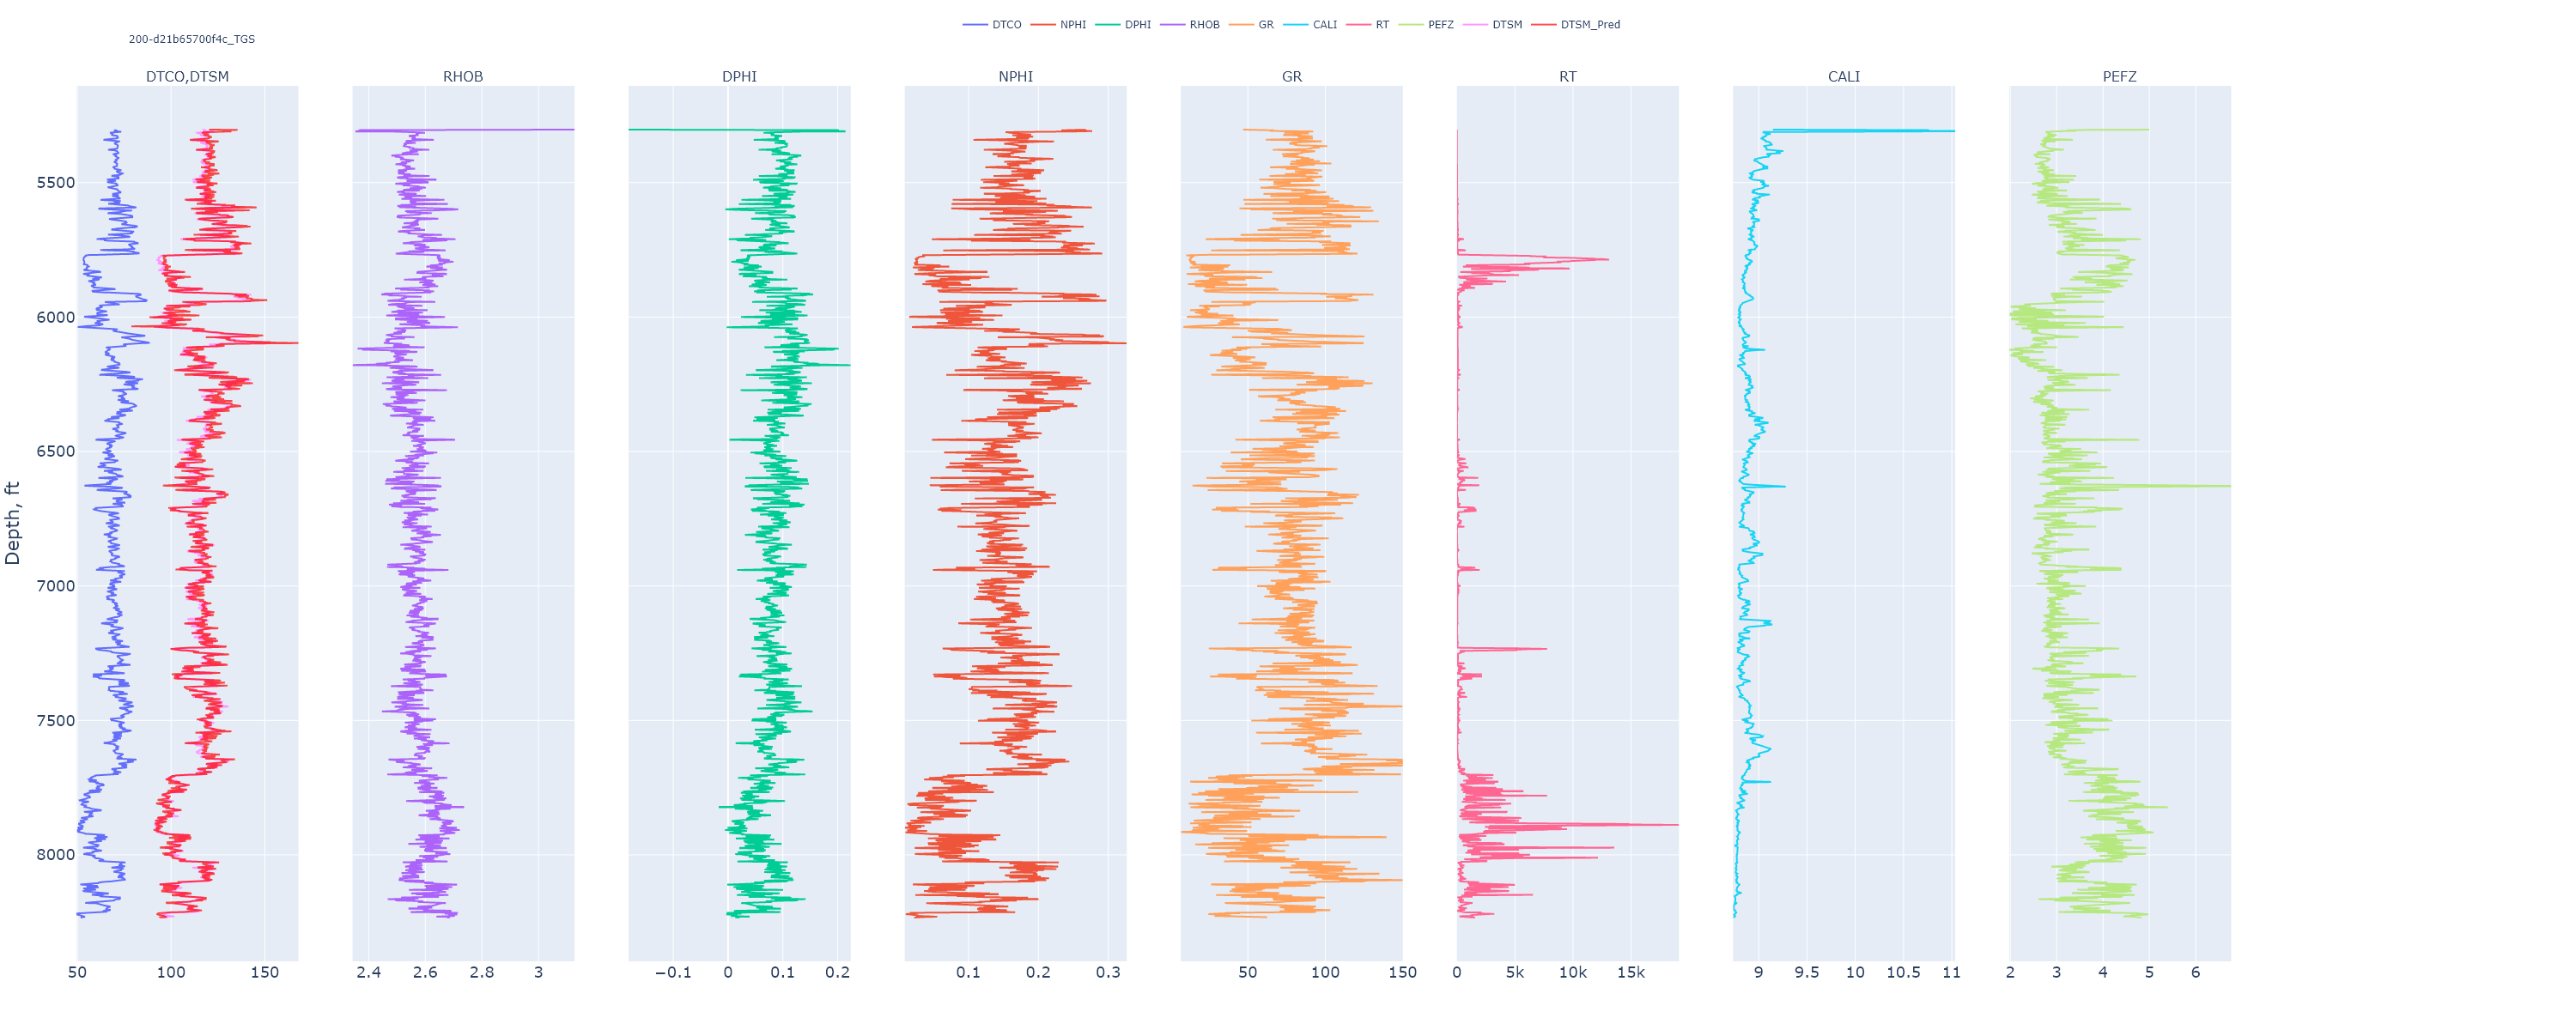 DTCO NPHI DPHI RHOB GR CALI RT PEFZ DTSM DTSM_Pred
200-d21b65700f4c_TGS
DTCO,DTSM RHOB DPHI NPHI GR RT CALI PEFZ
5500
6000
6500
7000
7500
8000
Depth, ft
50 100 150 2.4 2.6 2.8 3 −0.1 0 0.1 0.2 0.1 0.2 0.3 50 100 150 0 5k 10k 15k 9 9.5 10 10.5 11 2 3 4 5 6